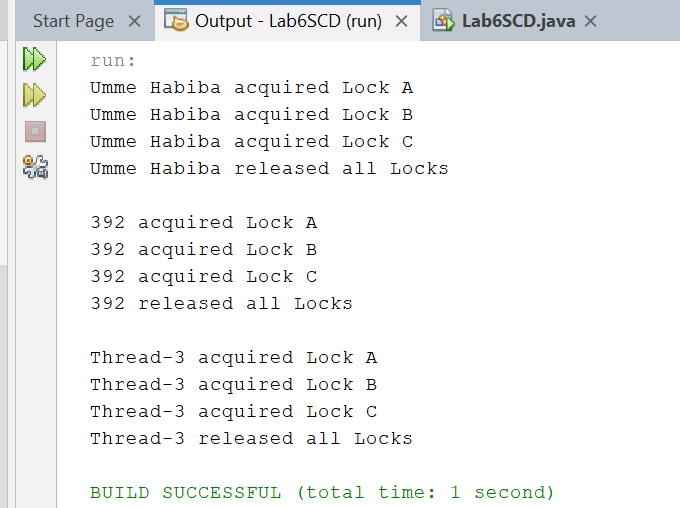 Start Page
Output - Lab6SCD (run)
Lab6SCD.java
run:
Umme Habiba acquired Lock A
Umme Habiba acquired Lock B
Umme Habiba acquired Lock C
Umme Habiba released all Locks
392 acquired Lock A
392 acquired Lock B
392 acquired Lock C
392 released all Locks
Thread-3 acquired Lock A
Thread-3 acquired Lock B
Thread-3 acquired Lock C
Thread-3 released all Locks
BUILD SUCCESSFUL (total time: 1 second)